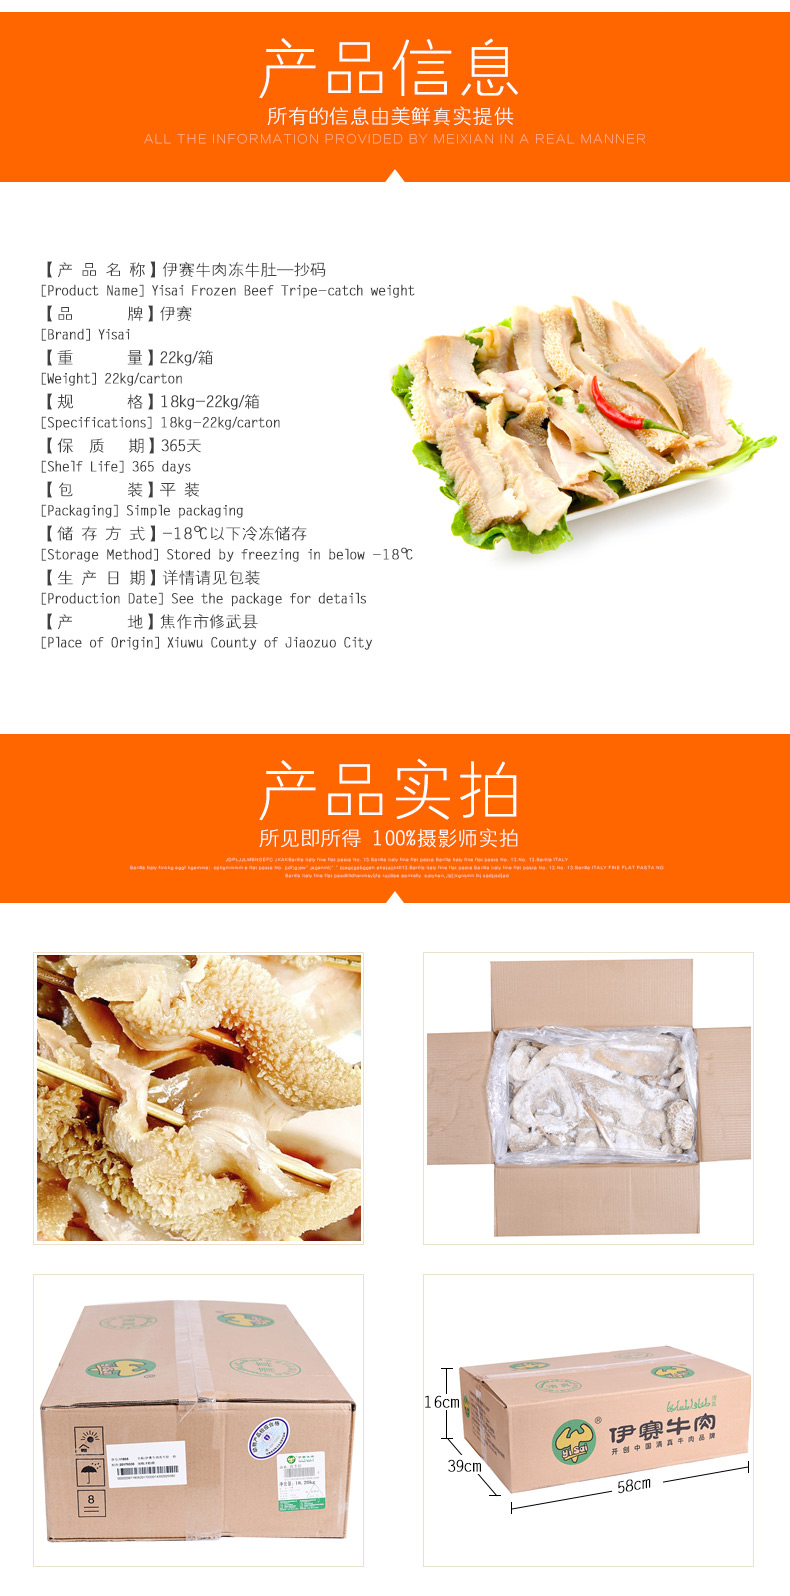 产品信息
所有的信息由美鲜真实提供
ALL THE INFORMATION PROVIDED BY MEIXIAN IN A REAL MANNER
【产 品 名 称】伊赛牛肉冻牛肚—抄码
[Product Name] Yisai Frozen Beef Tripe-catch weight
【品 牌】伊赛
[Brand] Yisai
【重 量】22kg/箱
[Weight] 22kg/carton
【规 格】18kg-22kg/箱
[Specifications] 18kg-22kg/carton
【保 质 期】365天
[Shelf Life] 365 days
【包 装】平 装
[Packaging] Simple packaging
【储 存 方 式】-18℃以下冷冻储存
[Storage Method] Stored by freezing in below -18℃
【生 产 日 期】详情请见包装
[Production Date] See the package for details
【产 地】焦作市修武县
[Place of Origin] Xiuwu County of Jiaozuo City
产品实拍
所见即所得 100%摄影师实拍
8
16cm
39cm
58cm
yisai
®
伊赛牛肉
开创中国清真牛肉品牌